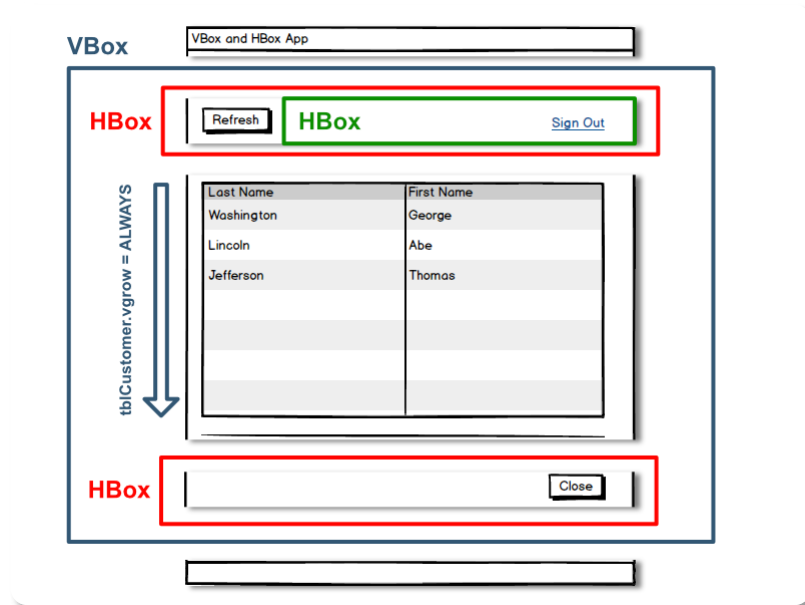 VBox
VBox and HBox App
HBox
Refresh
HBox
Sign Out
tblCustomer.vgrow = ALWAYS
Last Name First Name
Washington George
Lincoln Abe
Jefferson Thomas
HBox
Close